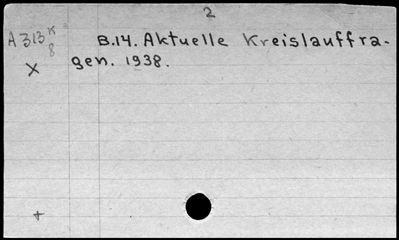 2
A 313 K B.14. Aktuelle Kreislauffra-
8
x gen. 1938.
+